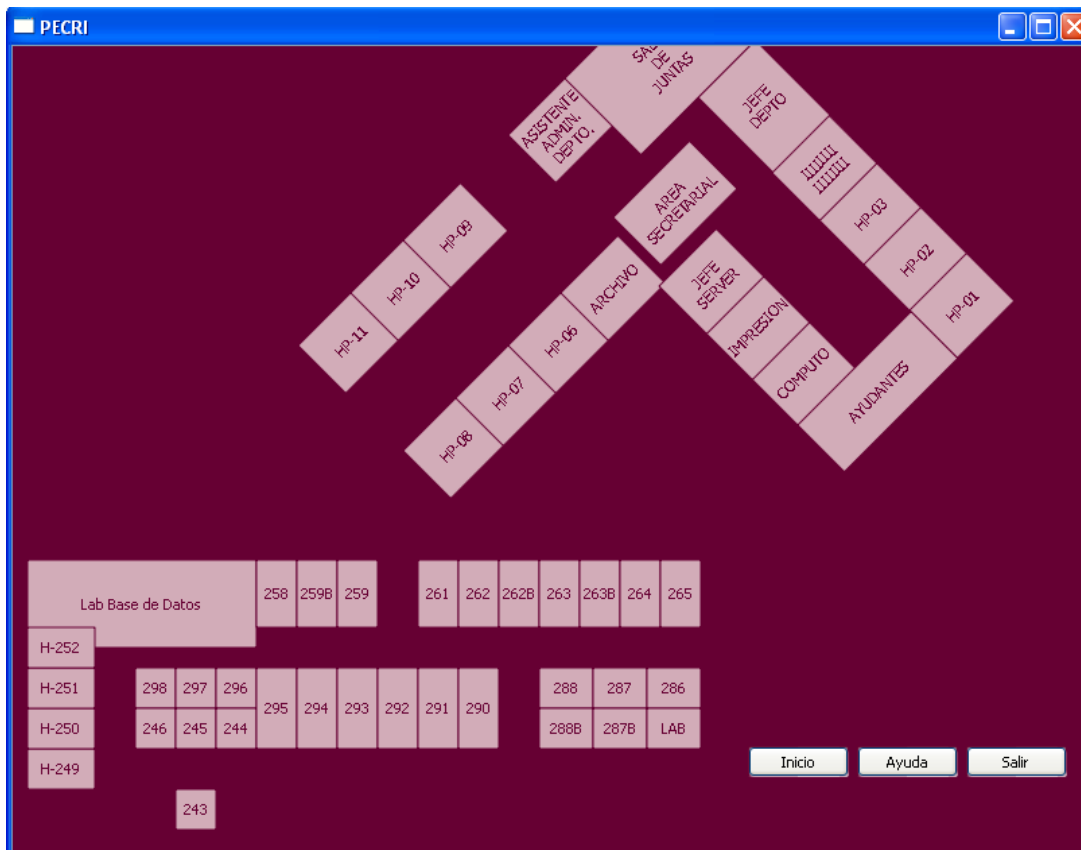 PECRI
DE
JUNTAS
JEFE
DEPTO
ASISTENTE
ADMIN.
DEPTO.
IIIIIIII
IIIIIIII
AREA
SECRETARIAL
HP-03
HP-02
HP-01
HP-09
HP-10
HP-11
ARCHIVO
HP-06
HP-07
HP-08
JEFE
SERVER
IMPRESION
COMPUTO
AYUDANTES
Lab Base de Datos
258 259B 259 261 262 262B 263 263B 264 265
H-252
H-251 298 297 296 295 294 293 292 291 290 288 287 286
H-250 246 245 244 288B 287B LAB
H-249
243
Inicio Ayuda Salir